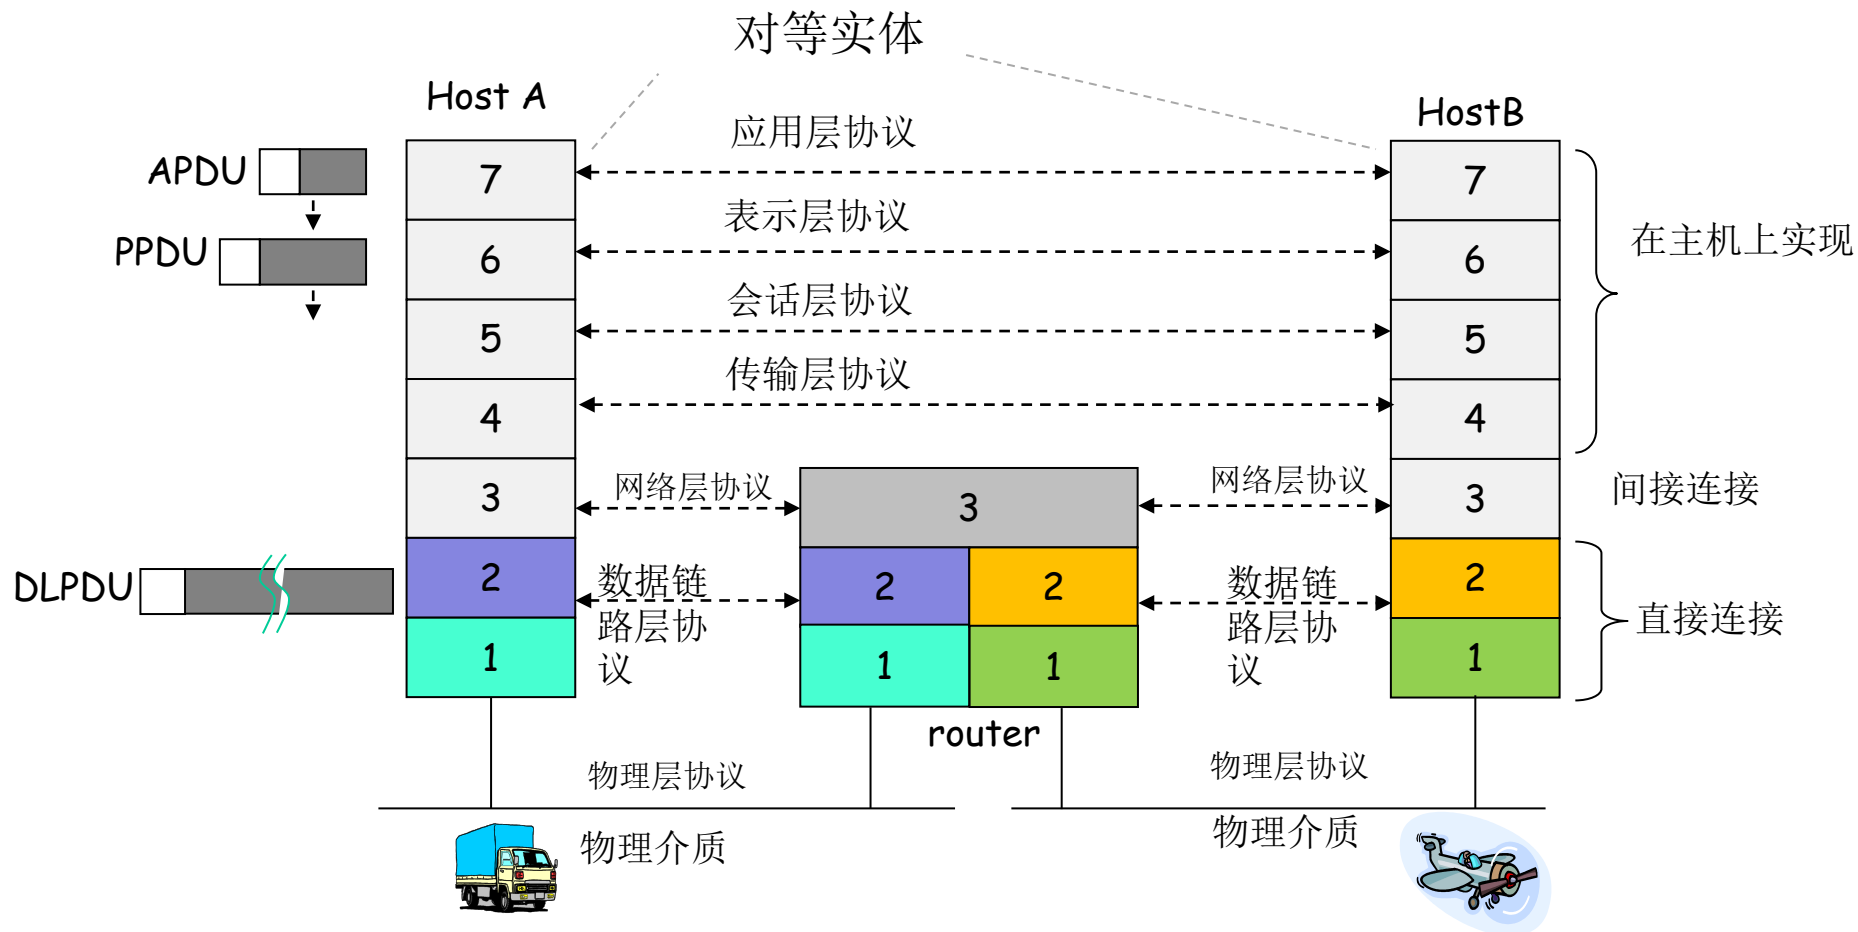 对等实体
Host A
HostB
应用层协议
APDU
7
7
表示层协议
在主机上实现
PPDU
6
6
会话层协议
5
5
传输层协议
4
4
网络层协议
网络层协议
间接连接
3
3
3
DLPDU
2
数据链
路层协
议
2
2
数据链
路层协
议
2
直接连接
1
1
1
1
router
物理层协议
物理层协议
物理介质
物理介质